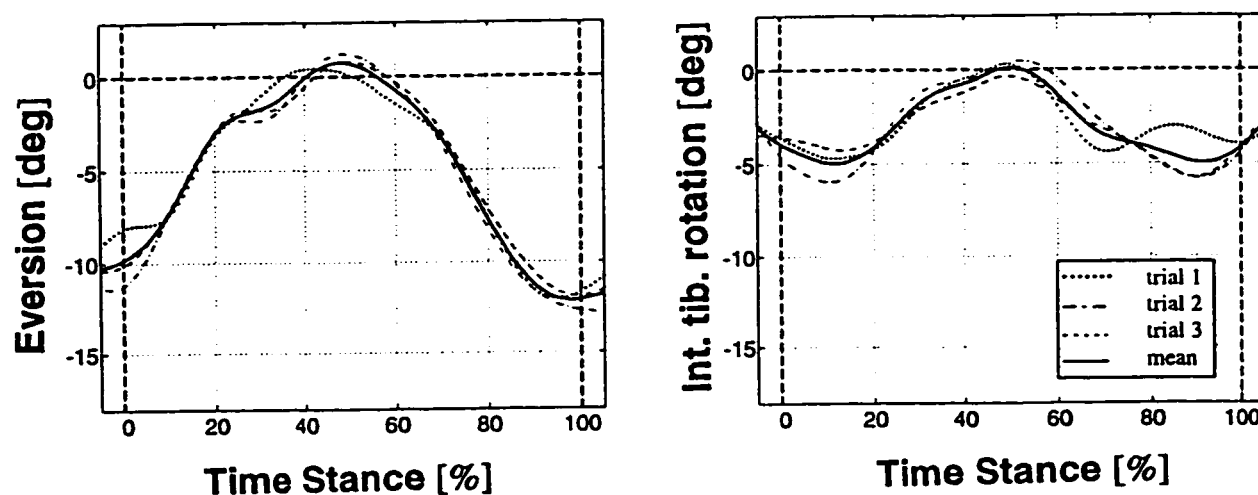 Eversion [deg]
0
-5
-10
-15
0
20
40
60
80
100
Time Stance [%]
Int. tib. rotation [deg]
0
-5
-10
-15
0
20
40
60
80
100
Time Stance [%]
trial 1
trial 2
trial 3
mean